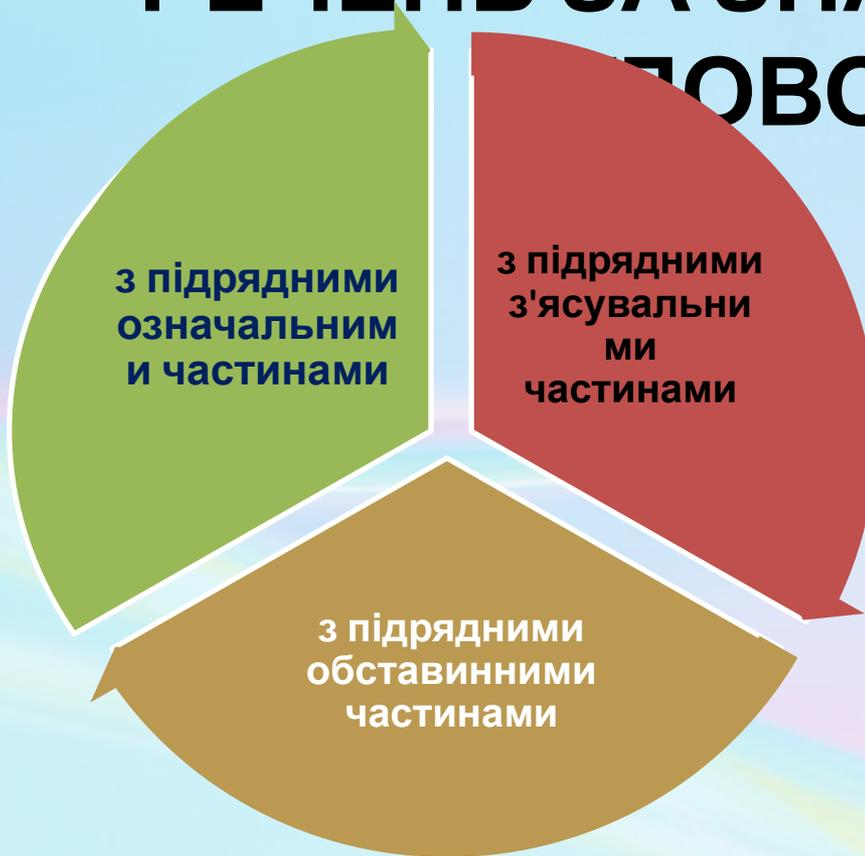 з підрядними
означальним
и частинами
з підрядними
з'ясувальни
ми
частинами
з підрядними
обставинними
частинами